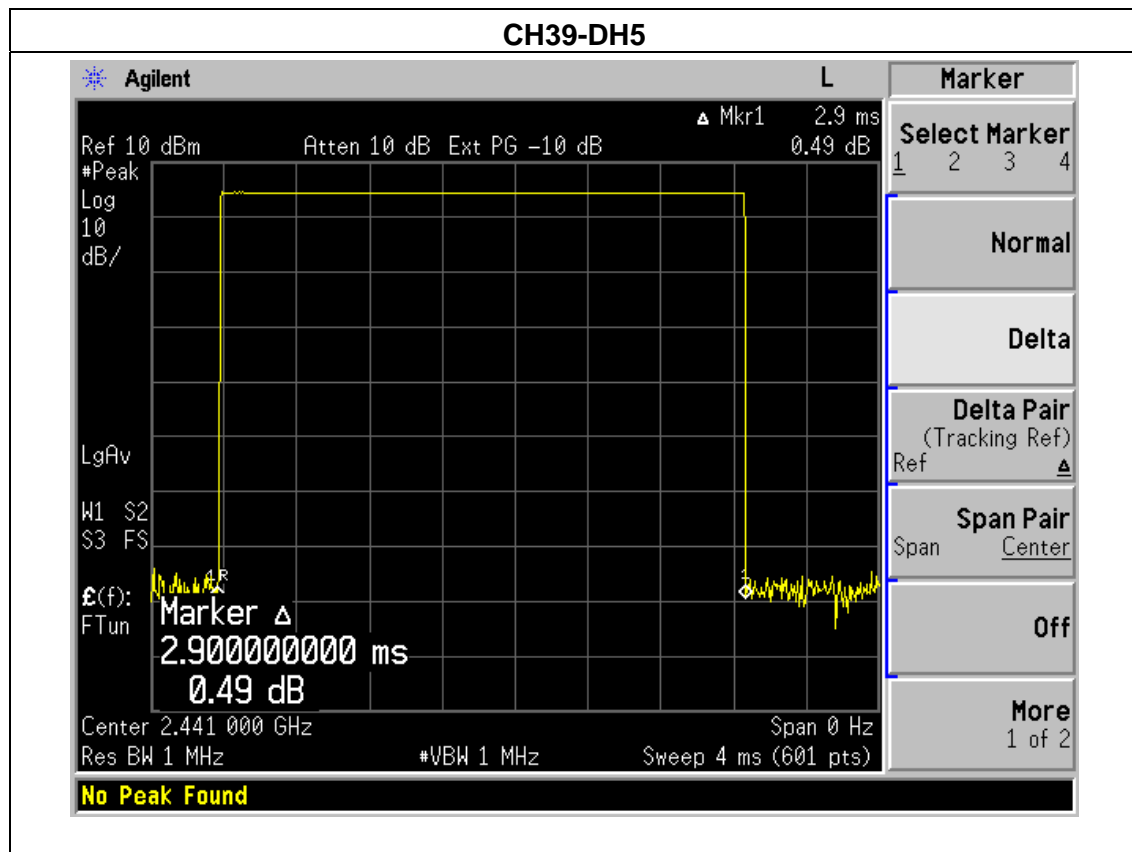 CH39-DH5
Agilent L
Marker
Δ Mkr1 2.9 ms
Ref 10 dBm Atten 10 dB Ext PG -10 dB 0.49 dB
#Peak
Log
10
dB/
LgAv
W1 S2
S3 FS
£(f):
FTun
1R
1
Marker Δ
2.900000000 ms
0.49 dB
Center 2.441 000 GHz Span 0 Hz
Res BW 1 MHz #VBW 1 MHz Sweep 4 ms (601 pts)
No Peak Found
Select Marker
1 2 3 4
Normal
Delta
Delta Pair
(Tracking Ref)
Ref Δ
Span Pair
Span Center
Off
More
1 of 2